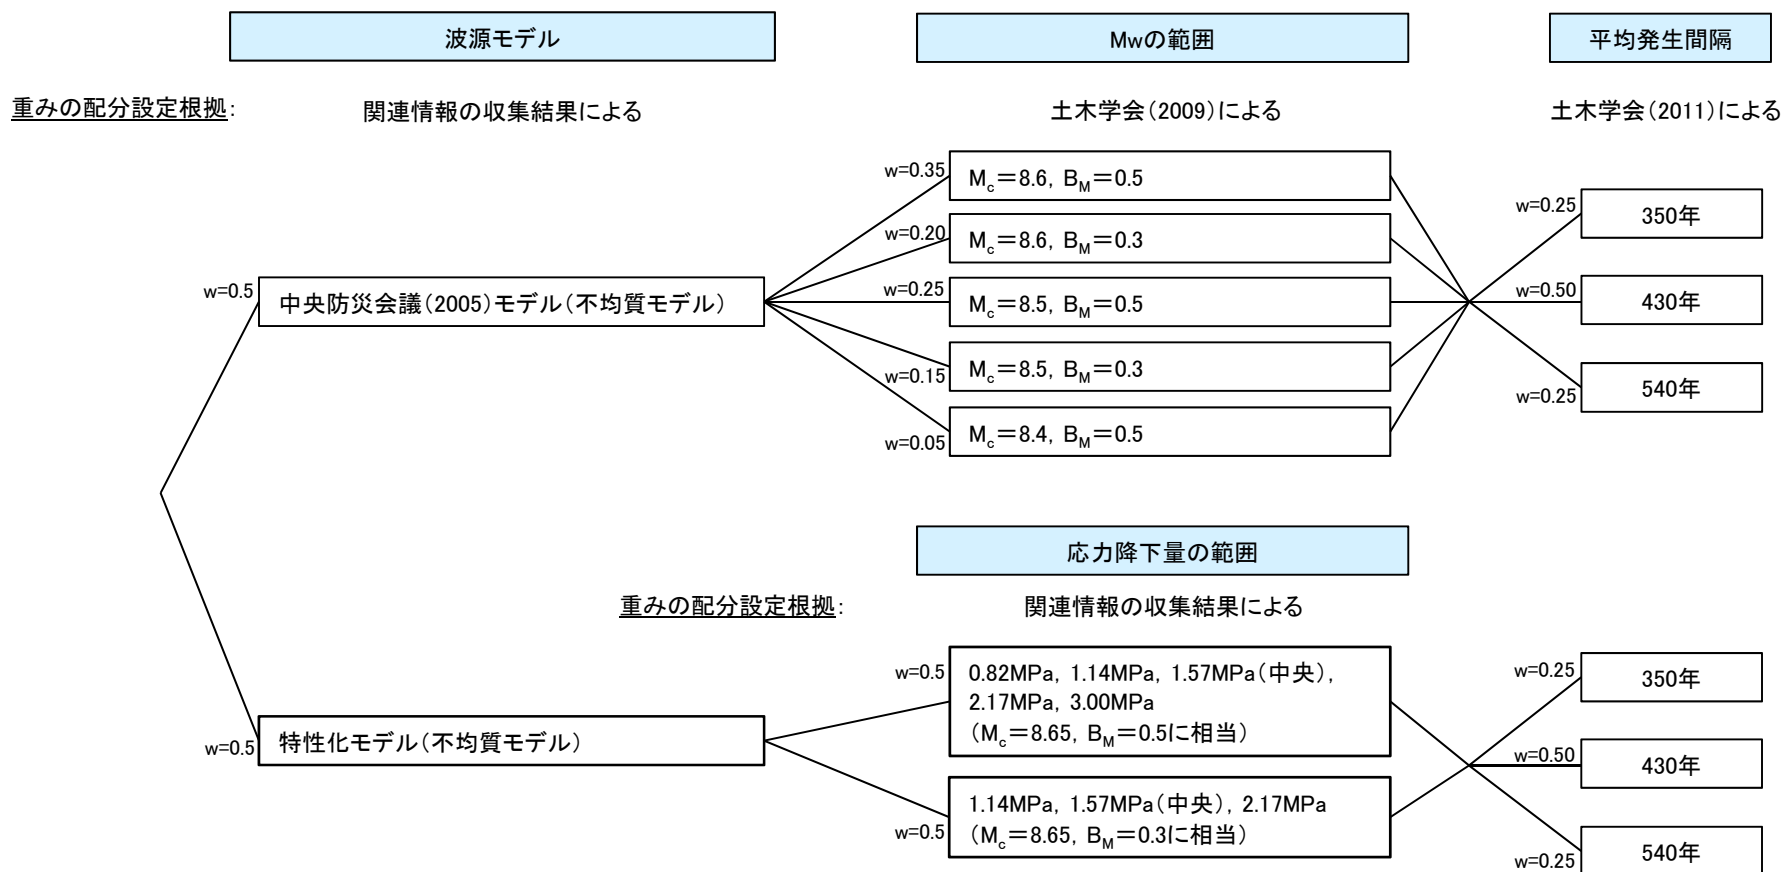 波源モデル
Mwの範囲
平均発生間隔
重みの配分設定根拠:
関連情報の収集結果による
土木学会(2009)による
土木学会(2011)による
w=0.5
中央防災会議(2005)モデル(不均質モデル)
w=0.35
Mc=8.6, BM=0.5
w=0.20
Mc=8.6, BM=0.3
w=0.25
Mc=8.5, BM=0.5
w=0.15
Mc=8.5, BM=0.3
w=0.05
Mc=8.4, BM=0.5
w=0.25
350年
w=0.50
430年
w=0.25
540年
応力降下量の範囲
重みの配分設定根拠:
関連情報の収集結果による
w=0.5
特性化モデル(不均質モデル)
w=0.5
0.82MPa, 1.14MPa, 1.57MPa(中央),
2.17MPa, 3.00MPa
(Mc=8.65, BM=0.5に相当)
w=0.5
1.14MPa, 1.57MPa(中央), 2.17MPa
(Mc=8.65, BM=0.3に相当)
w=0.25
350年
w=0.50
430年
w=0.25
540年